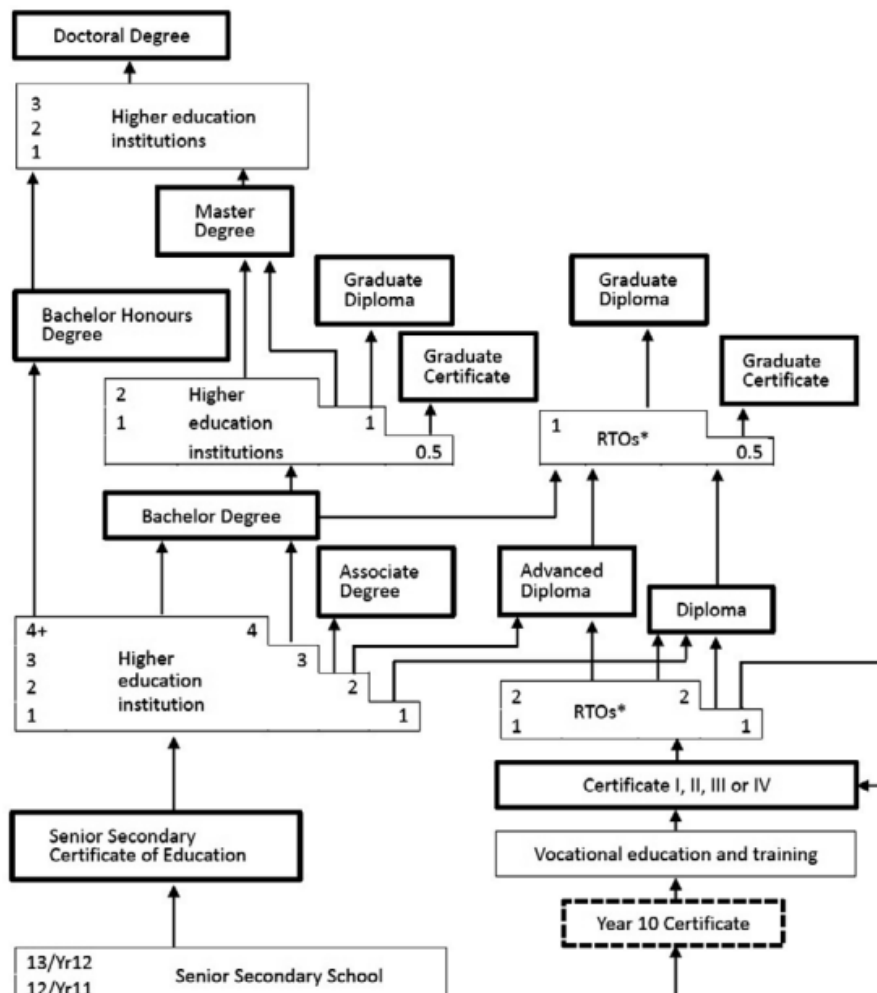 Doctoral Degree
3
2
1
Higher education
institutions
Master
Degree
Graduate
Diploma
Graduate
Diploma
Bachelor Honours
Degree
Graduate
Certificate
Graduate
Certificate
2
1
Higher
education
institutions
1
0.5
1
RTOs*
0.5
Bachelor Degree
Associate
Degree
Advanced
Diploma
Diploma
4+
3
2
1
Higher
education
institution
4
3
2
1
2
1
RTOs*
2
1
Certificate I, II, III or IV
Senior Secondary
Certificate of Education
Vocational education and training
Year 10 Certificate
13/Yr12
12/Yr11
Senior Secondary School